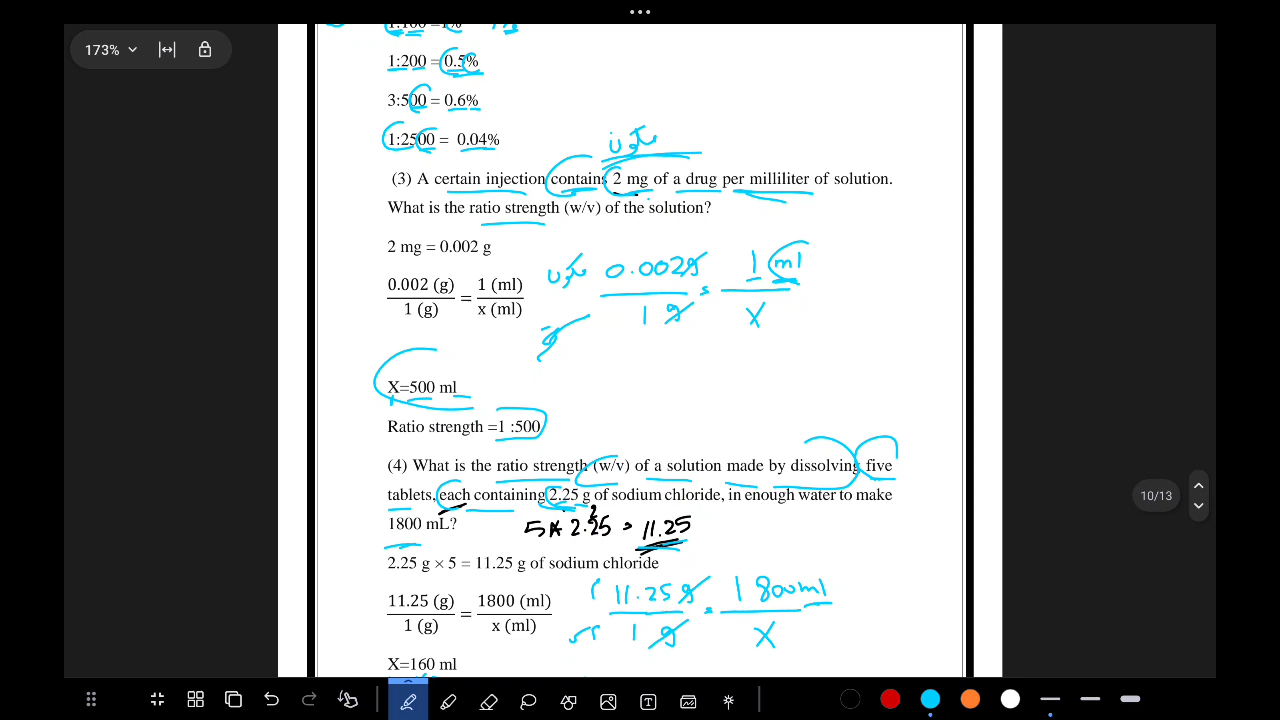 173%
1:200 = 0.5%
3:500 = 0.6%
1:2500 = 0.04%
(3) A certain injection contains 2 mg of a drug per milliliter of solution.
What is the ratio strength (w/v) of the solution?
2 mg = 0.002 g
0.002 (g) / 1 (g) = 1 (ml) / x (ml)
0.002g / 1 g = 1 ml / X
X=500 ml
Ratio strength =1 :500
(4) What is the ratio strength (w/v) of a solution made by dissolving five
tablets, each containing 2.25 g of sodium chloride, in enough water to make
1800 mL?
5* 2.25 = 11.25
2.25 g × 5 = 11.25 g of sodium chloride
11.25 (g) / 1 (g) = 1800 (ml) / x (ml)
11.25 g / 1 g = 1800ml / X
X=160 ml
10/13